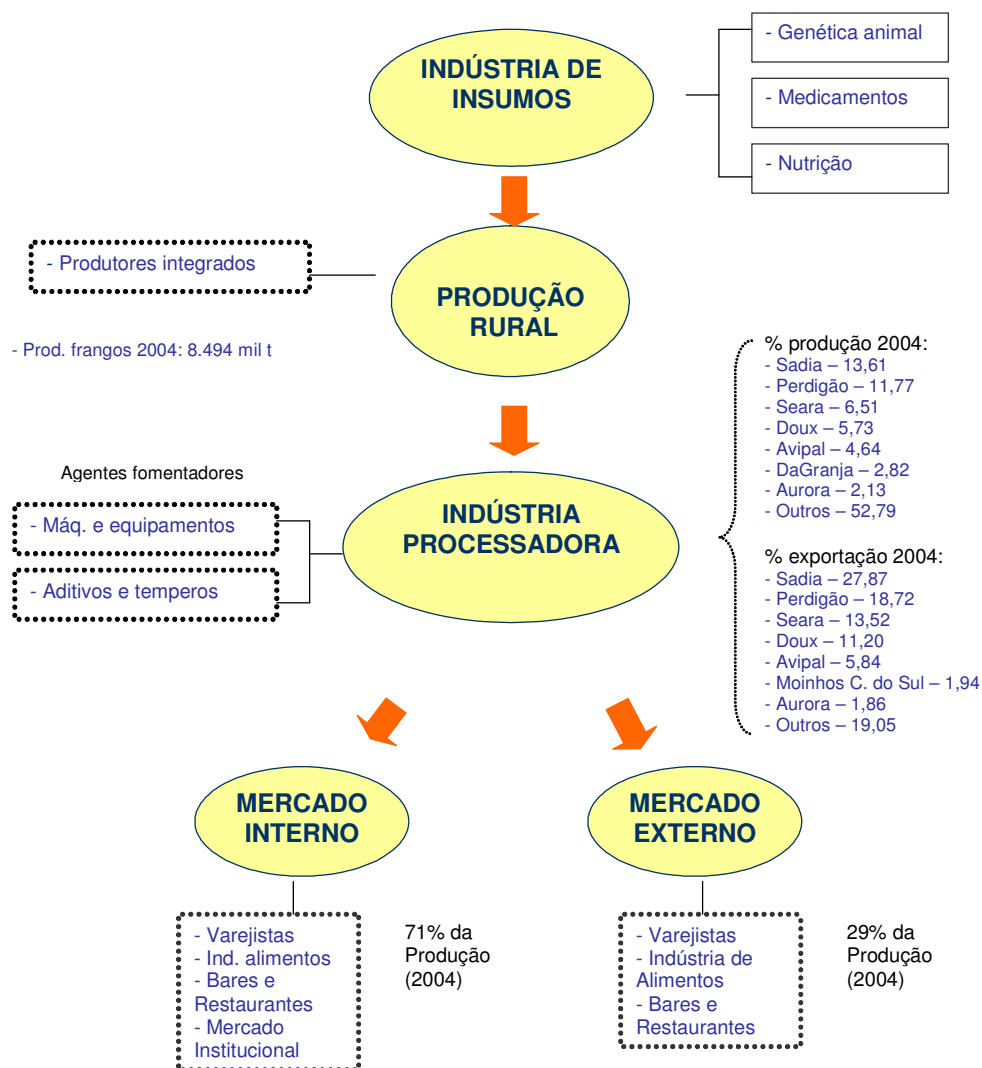 INDÚSTRIA DE
INSUMOS
- Genética animal
- Medicamentos
- Nutrição
- Produtores integrados
PRODUÇÃO
RURAL
- Prod. frangos 2004: 8.494 mil t
% produção 2004:
- Sadia – 13,61
- Perdigão – 11,77
- Seara – 6,51
- Doux – 5,73
- Avipal – 4,64
- DaGranja – 2,82
- Aurora – 2,13
- Outros – 52,79
Agentes fomentadores
- Máq. e equipamentos
- Aditivos e temperos
INDÚSTRIA
PROCESSADORA
% exportação 2004:
- Sadia – 27,87
- Perdigão – 18,72
- Seara – 13,52
- Doux – 11,20
- Avipal – 5,84
- Moinhos C. do Sul – 1,94
- Aurora – 1,86
- Outros – 19,05
MERCADO
INTERNO
- Varejistas
- Ind. alimentos
- Bares e
Restaurantes
- Mercado
Institucional
71% da
Produção
(2004)
MERCADO
EXTERNO
- Varejistas
- Indústria de
Alimentos
- Bares e
Restaurantes
29% da
Produção
(2004)